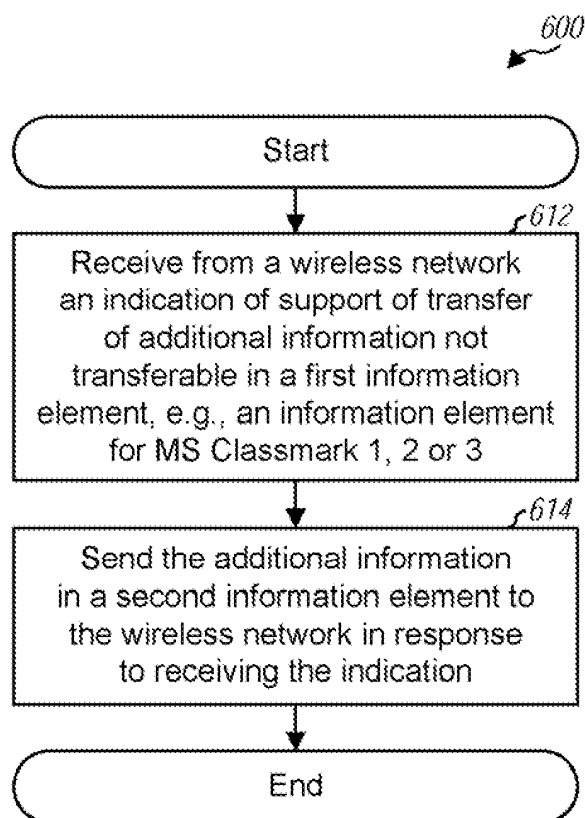 600
Start
612
Receive from a wireless network
an indication of support of transfer
of additional information not
transferable in a first information
element, e.g., an information element
for MS Classmark 1, 2 or 3
614
Send the additional information
in a second information element to
the wireless network in response
to receiving the indication
End